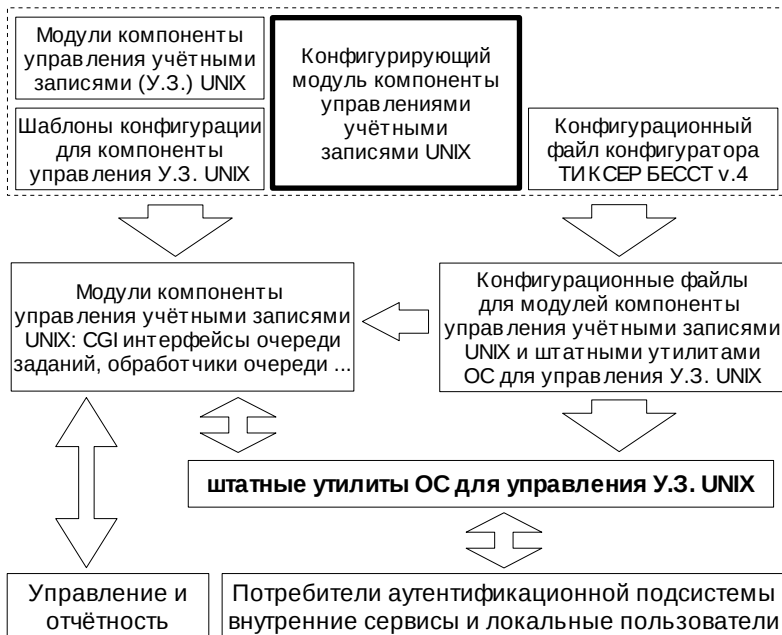 Модули компоненты
управления учётными
записями (У.З.) UNIX
Шаблоны конфигурации
для компоненты
управления У.З. UNIX
Конфигурирующий
модуль компоненты
управлениями
учётными
записями UNIX
Конфигурационный
файл конфигуратора
ТИКСЕР БЕССТ v.4
Модули компоненты
управления учётными записями
UNIX: CGI интерфейсы очереди
заданий, обработчики очереди ...
Конфигурационные файлы
для модулей компоненты
управления учётными записями
UNIX и штатными утилитами
ОС для управления У.З. UNIX
штатные утилиты ОС для управления У.З. UNIX
Управление и
отчётность
Потребители аутентификационной подсистемы
внутренние сервисы и локальные пользователи